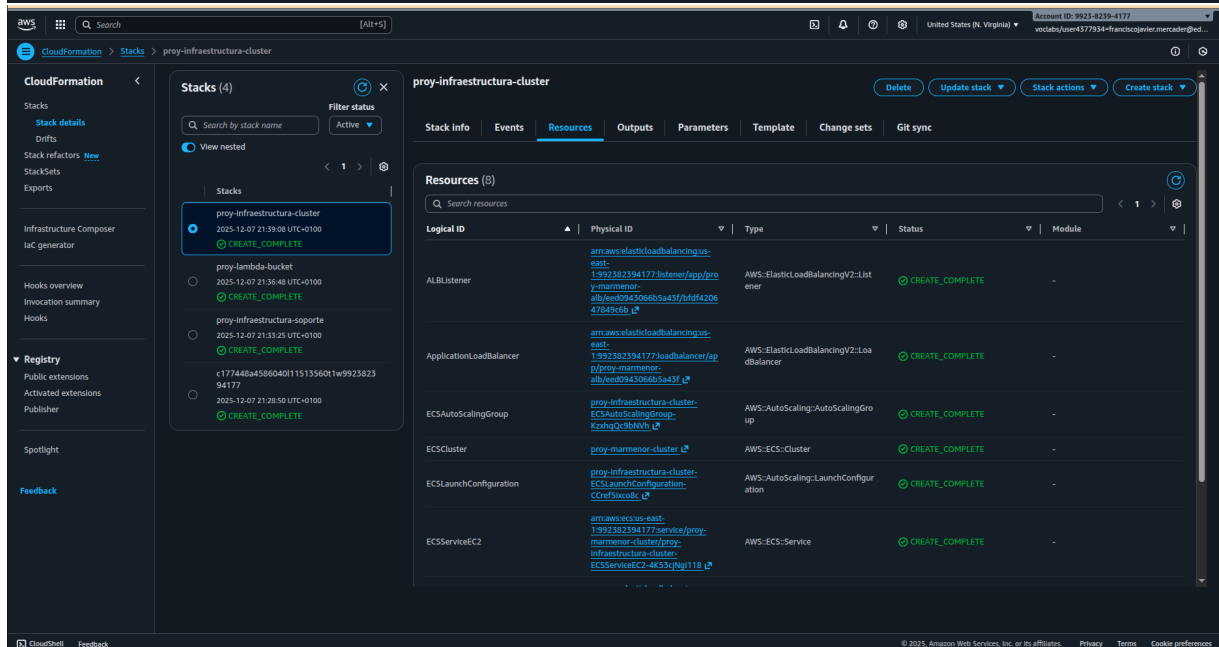 aws
Search
[Alt+S]
United States (N. Virginia)
Account ID: 9923-8239-4177
voclabs/user4377934=franciscojavier.mercader@ed...
CloudFormation > Stacks > proy-infraestructura-cluster
CloudFormation
Stacks
Stack details
Drifts
Stack refactors New
StackSets
Exports
Infrastructure Composer
IaC generator
Hooks overview
Invocation summary
Hooks
Registry
Public extensions
Activated extensions
Publisher
Spotlight
Feedback
Stacks (4)
Filter status
Search by stack name
Active
View nested
1
Stacks
proy-infraestructura-cluster
2025-12-07 21:39:08 UTC+0100
CREATE_COMPLETE
proy-lambda-bucket
2025-12-07 21:36:48 UTC+0100
CREATE_COMPLETE
proy-infraestructura-soporte
2025-12-07 21:33:25 UTC+0100
CREATE_COMPLETE
c177448a4586040l11513560t1w9923823
94177
2025-12-07 21:28:50 UTC+0100
CREATE_COMPLETE
proy-infraestructura-cluster
Delete
Update stack
Stack actions
Create stack
Stack info Events Resources Outputs Parameters Template Change sets Git sync
Resources (8)
Search resources
1
Logical ID Physical ID Type Status Module
ALBListener
arn:aws:elasticloadbalancing:us-
east-
1:992382394177:listener/app/pro
y-marmenor-
alb/eed0943066b5a43f/bfdf4206
47849c6b
AWS::ElasticLoadBalancingV2::List
ener
CREATE_COMPLETE
-
ApplicationLoadBalancer
arn:aws:elasticloadbalancing:us-
east-
1:992382394177:loadbalancer/ap
p/proy-marmenor-
alb/eed0943066b5a43f
AWS::ElasticLoadBalancingV2::Loa
dBalancer
CREATE_COMPLETE
-
ECSAutoScalingGroup
proy-infraestructura-cluster-
ECSAutoScalingGroup-
KzxhqQc9bNVh
AWS::AutoScaling::AutoScalingGro
up
CREATE_COMPLETE
-
ECSCluster
proy-marmenor-cluster
AWS::ECS::Cluster
CREATE_COMPLETE
-
ECSLaunchConfiguration
proy-infraestructura-cluster-
ECSLaunchConfiguration-
CCref5Ixco8c
AWS::AutoScaling::LaunchConfigur
ation
CREATE_COMPLETE
-
ECSServiceEC2
arn:aws:ecs:us-east-
1:992382394177:service/proy-
marmenor-cluster/proy-
infraestructura-cluster-
ECSServiceEC2-4K53cjNgi118
AWS::ECS::Service
CREATE_COMPLETE
-
CloudShell Feedback
© 2025, Amazon Web Services, Inc. or its affiliates. Privacy Terms Cookie preferences